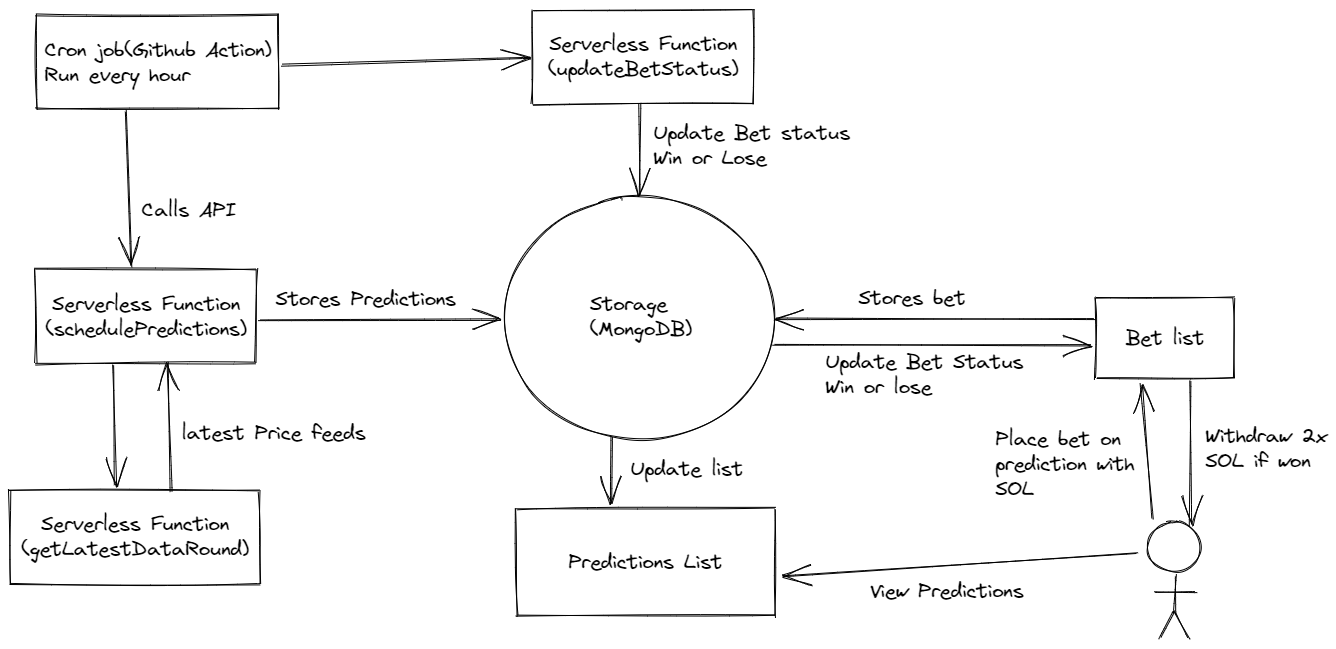 Cron job(Github Action)
Run every hour
Serverless Function
(updateBetStatus)
Update Bet status
Win or Lose
Calls API
Serverless Function
(schedulePredictions)
Stores Predictions
Storage
(MongoDB)
Stores bet
Update Bet Status
Win or lose
Bet list
latest Price feeds
Update list
Place bet on
prediction with
SOL
Withdraw 2x
SOL if won
Serverless Function
(getLatestDataRound)
Predictions List
View Predictions